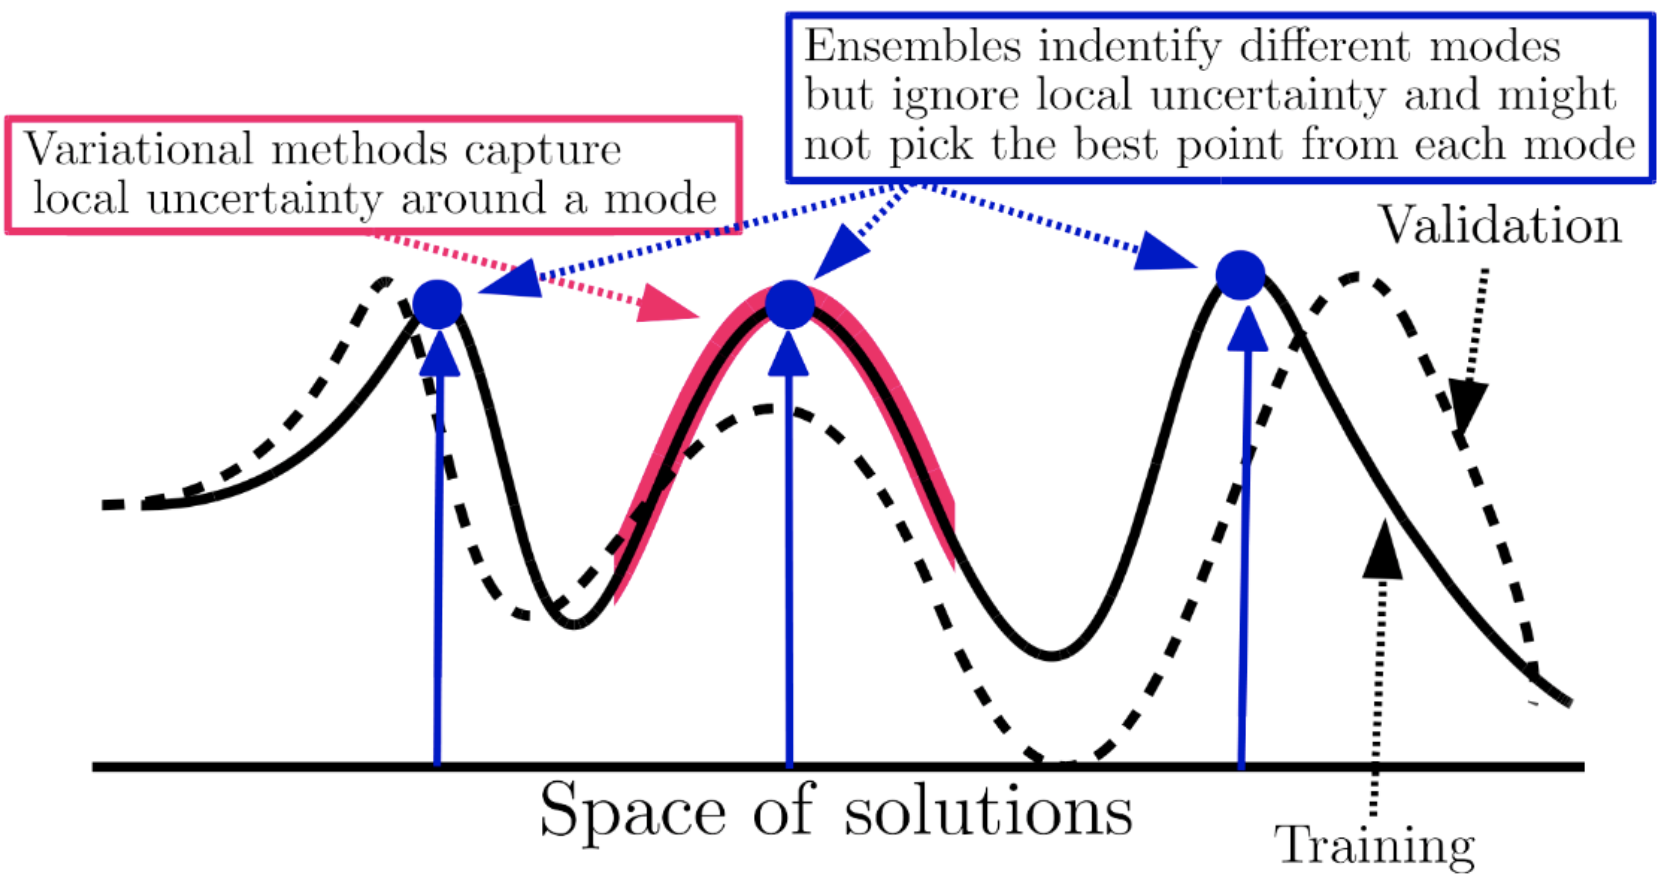 Ensembles indentify different modes
but ignore local uncertainty and might
not pick the best point from each mode
Variational methods capture
local uncertainty around a mode
Validation
Space of solutions
Training